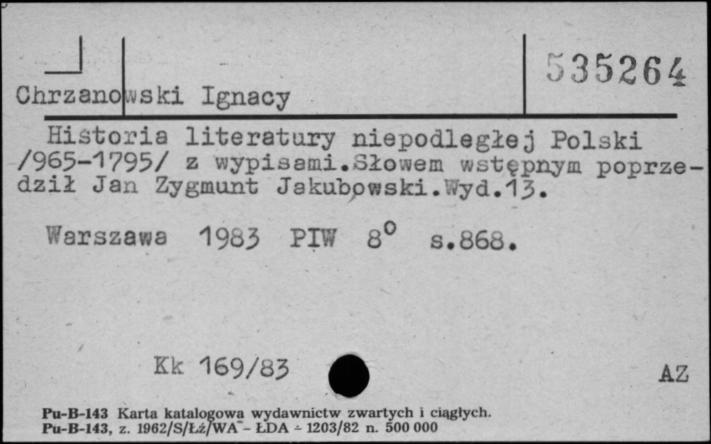 535264
Chrzanowski Ignacy
Historia literatury niepodległej Polski
/965-1795/ z wypisami.Słowem wstępnym poprze-
dził Jan Zygmunt Jakubowski.Wyd.13.
Warszawa 1983 PIW 8° s.868.
Kk 169/83
AZ
Pu-B-143 Karta katalogowa wydawnictw zwartych i ciągłych.
Pu-B-143, z. 1962/S/Łź/WA - ŁDA - 1203/82 n. 500 000